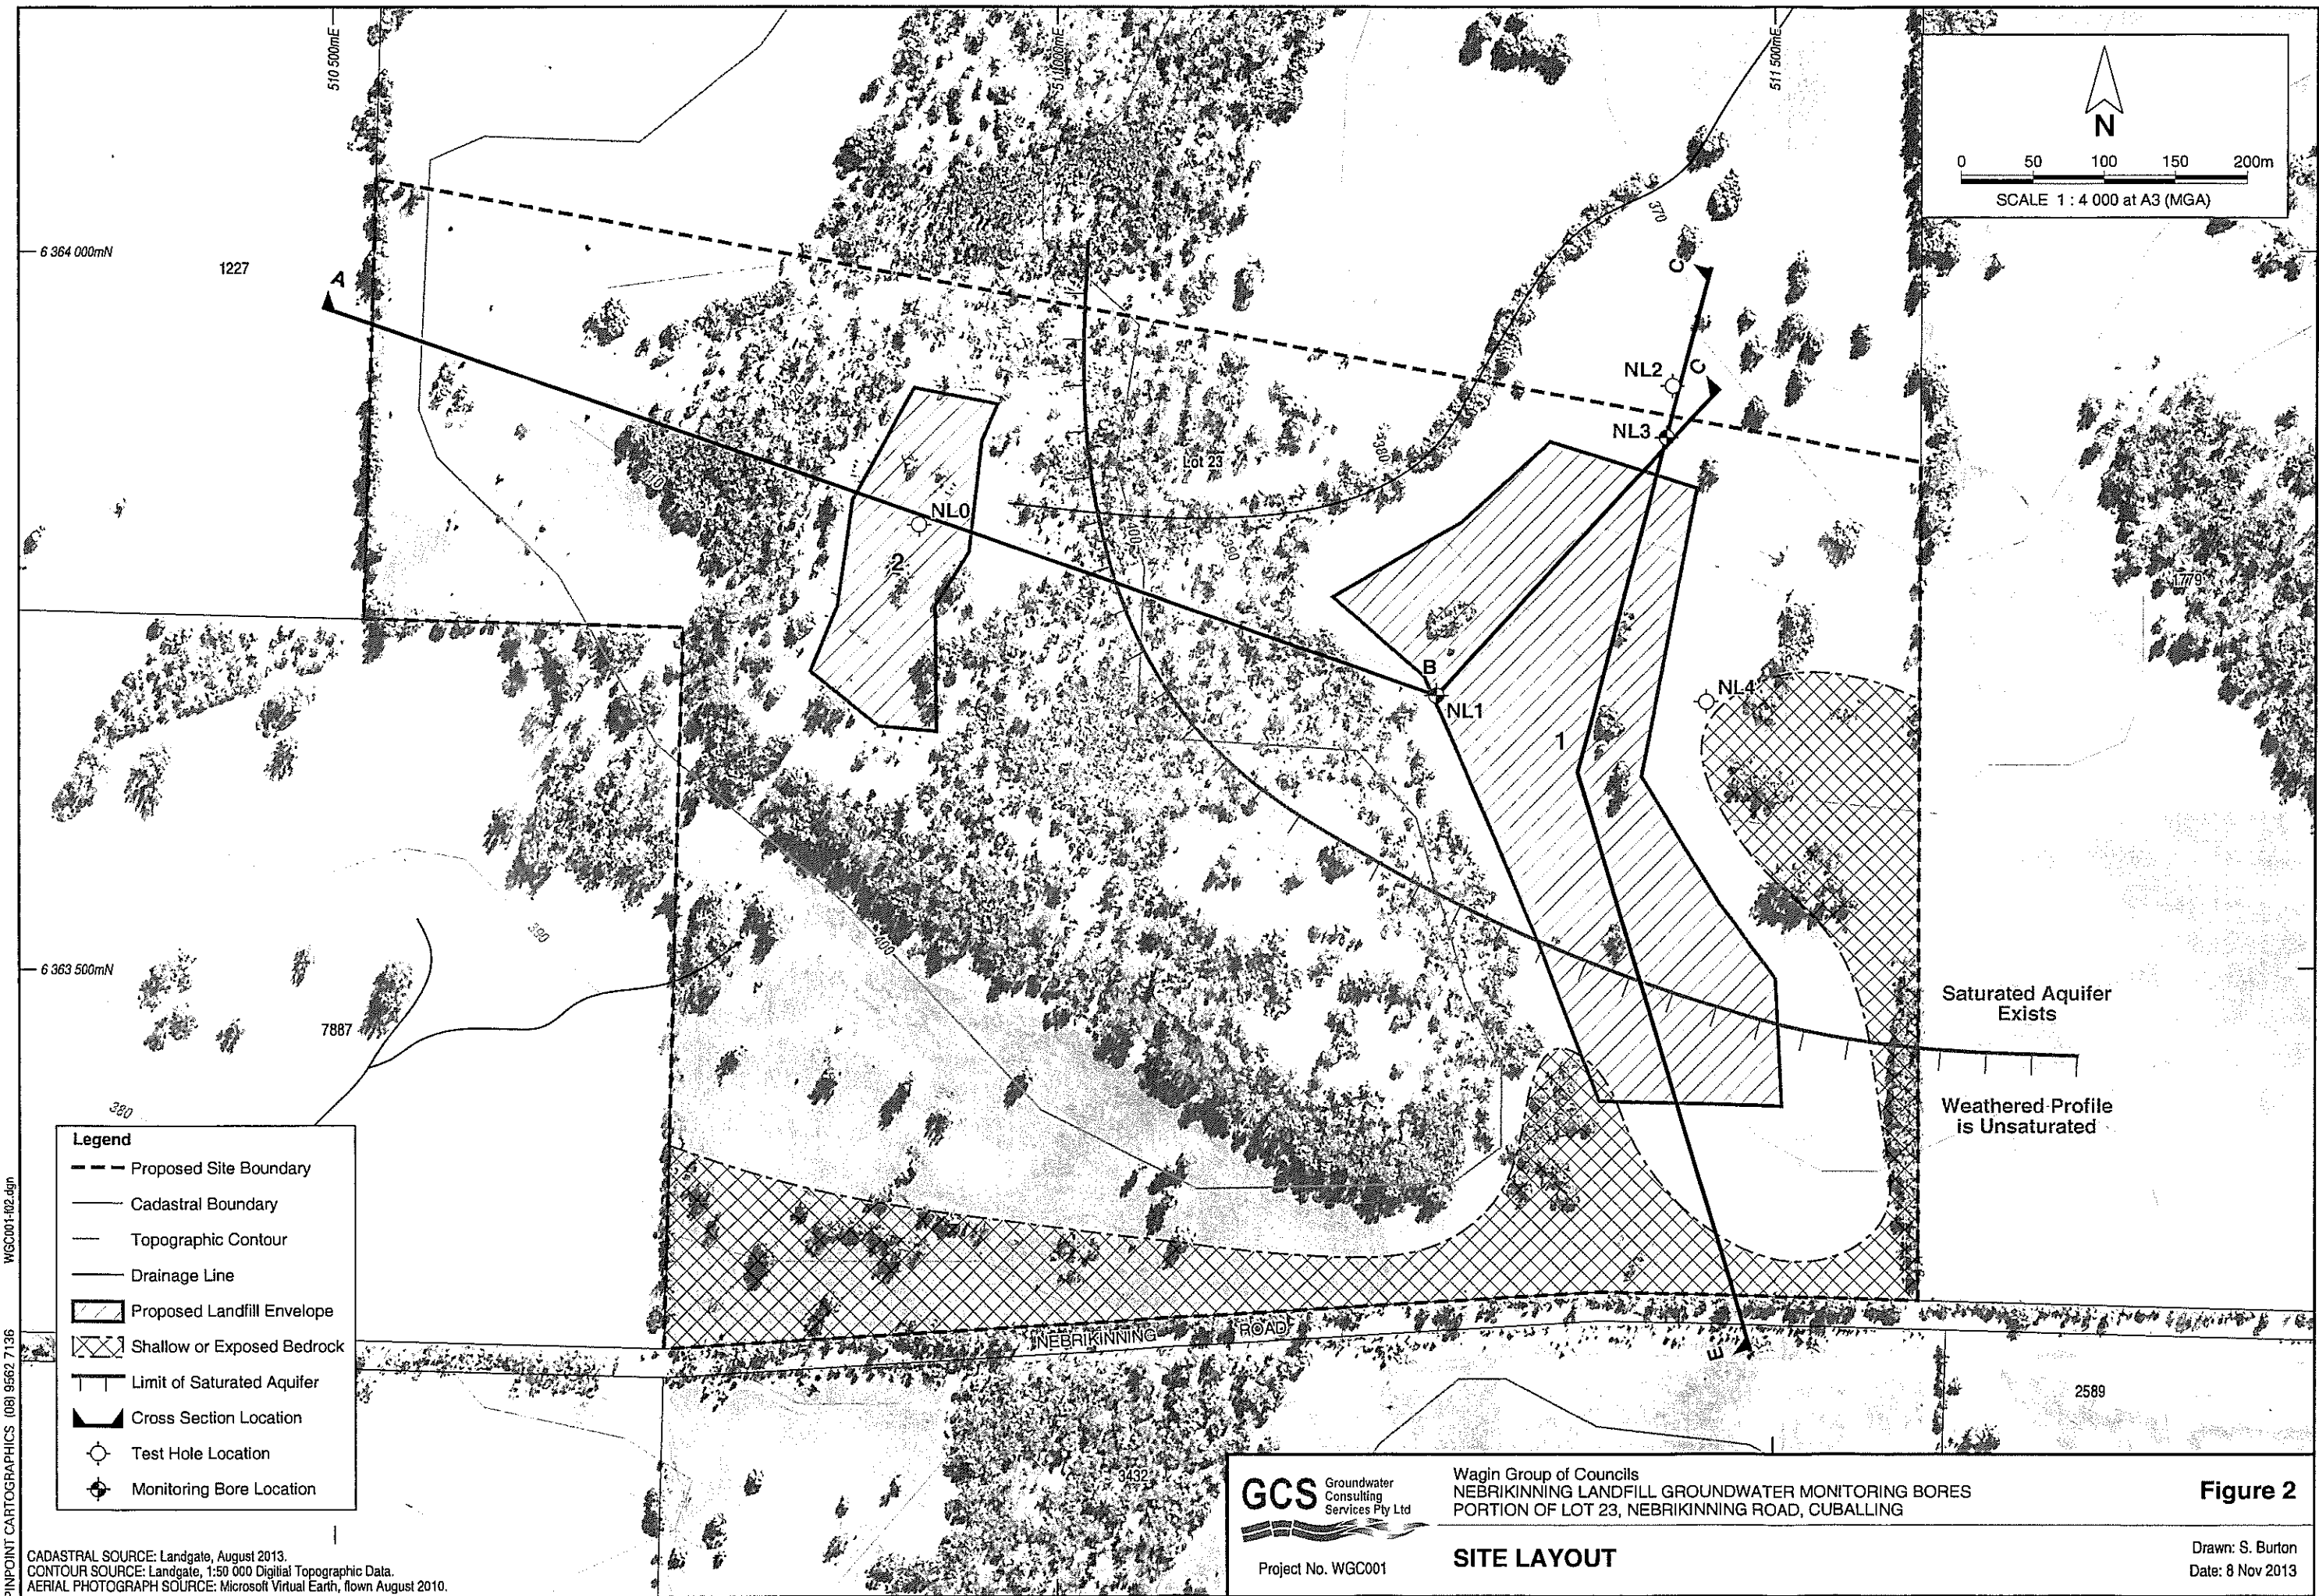 510 500mE
511 000mE
511 500mE
N
0 50 100 150 200m
SCALE 1 : 4 000 at A3 (MGA)
6 364 000mN
1227
A
370
C
NL2
C
NL3
380
Lot 23
NL0
2
400
390
1779
B
NL1
NL4
1
390
400
6 363 500mN
7887
Saturated Aquifer
Exists
Weathered Profile
is Unsaturated
380
NEBRIKINNING ROAD
E
2589
3432
Legend
Proposed Site Boundary
Cadastral Boundary
Topographic Contour
Drainage Line
Proposed Landfill Envelope
Shallow or Exposed Bedrock
Limit of Saturated Aquifer
Cross Section Location
Test Hole Location
Monitoring Bore Location
WGC001-f02.dgn
PINPOINT CARTOGRAPHICS (08) 9562 7136
CADASTRAL SOURCE: Landgate, August 2013.
CONTOUR SOURCE: Landgate, 1:50 000 Digitial Topographic Data.
AERIAL PHOTOGRAPH SOURCE: Microsoft Virtual Earth, flown August 2010.
GCS Groundwater
Consulting
Services Pty Ltd
Project No. WGC001
Wagin Group of Councils
NEBRIKINNING LANDFILL GROUNDWATER MONITORING BORES
PORTION OF LOT 23, NEBRIKINNING ROAD, CUBALLING
SITE LAYOUT
Figure 2
Drawn: S. Burton
Date: 8 Nov 2013